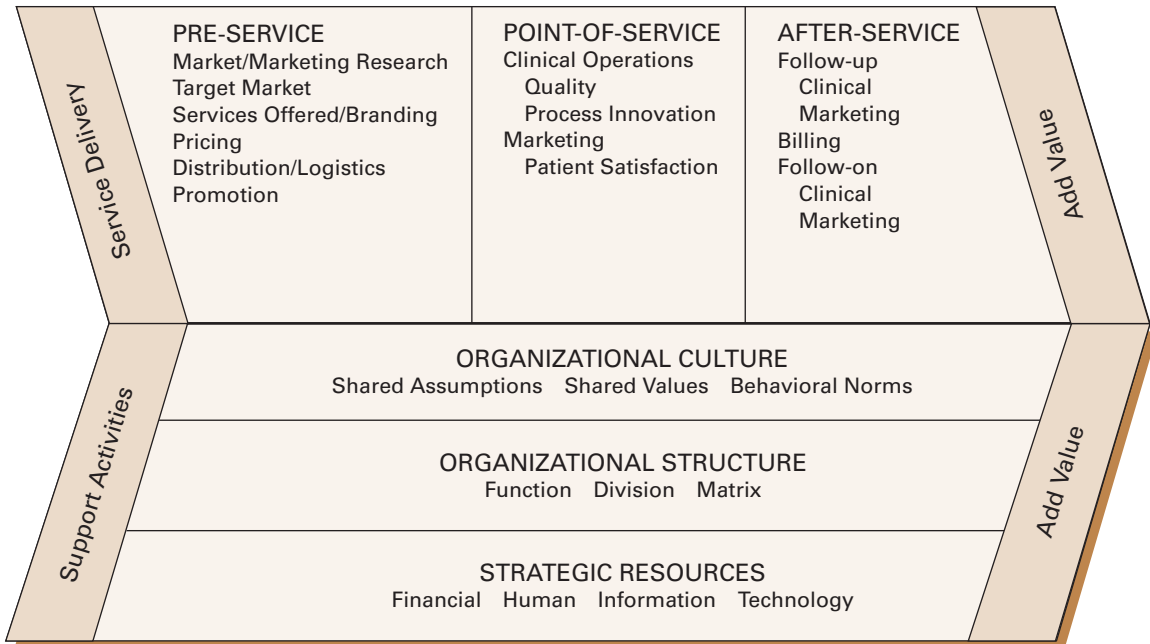 Service Delivery
PRE-SERVICE
Market/Marketing Research
Target Market
Services Offered/Branding
Pricing
Distribution/Logistics
Promotion
POINT-OF-SERVICE
Clinical Operations
Quality
Process Innovation
Marketing
Patient Satisfaction
AFTER-SERVICE
Follow-up
Clinical
Marketing
Billing
Follow-on
Clinical
Marketing
Add Value
Support Activities
ORGANIZATIONAL CULTURE
Shared Assumptions Shared Values Behavioral Norms
ORGANIZATIONAL STRUCTURE
Function Division Matrix
STRATEGIC RESOURCES
Financial Human Information Technology
Add Value